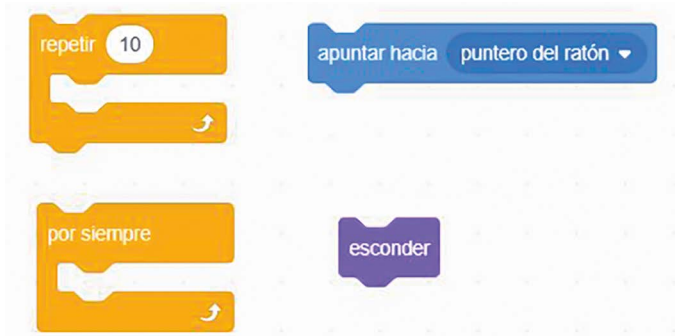 repetir 10
apuntar hacia puntero del ratón
por siempre
esconder